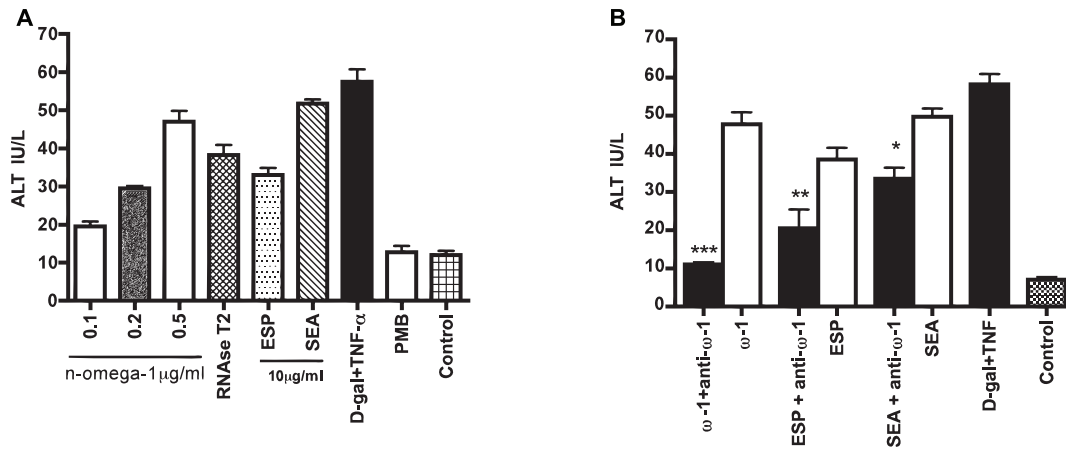 A
ALT IU/L
70
60
50
40
30
20
10
0
0.1
0.2
0.5
RNAse T2
ESP
SEA
D-gal+TNF-α
PMB
Control
n-omega-1µg/ml
10µg/ml
B
ALT IU/L
70
60
50
40
30
20
10
0
***
**
*
ω-1+anti-ω-1
ω-1
ESP + anti-ω-1
ESP
SEA + anti-ω-1
SEA
D-gal+TNF
Control